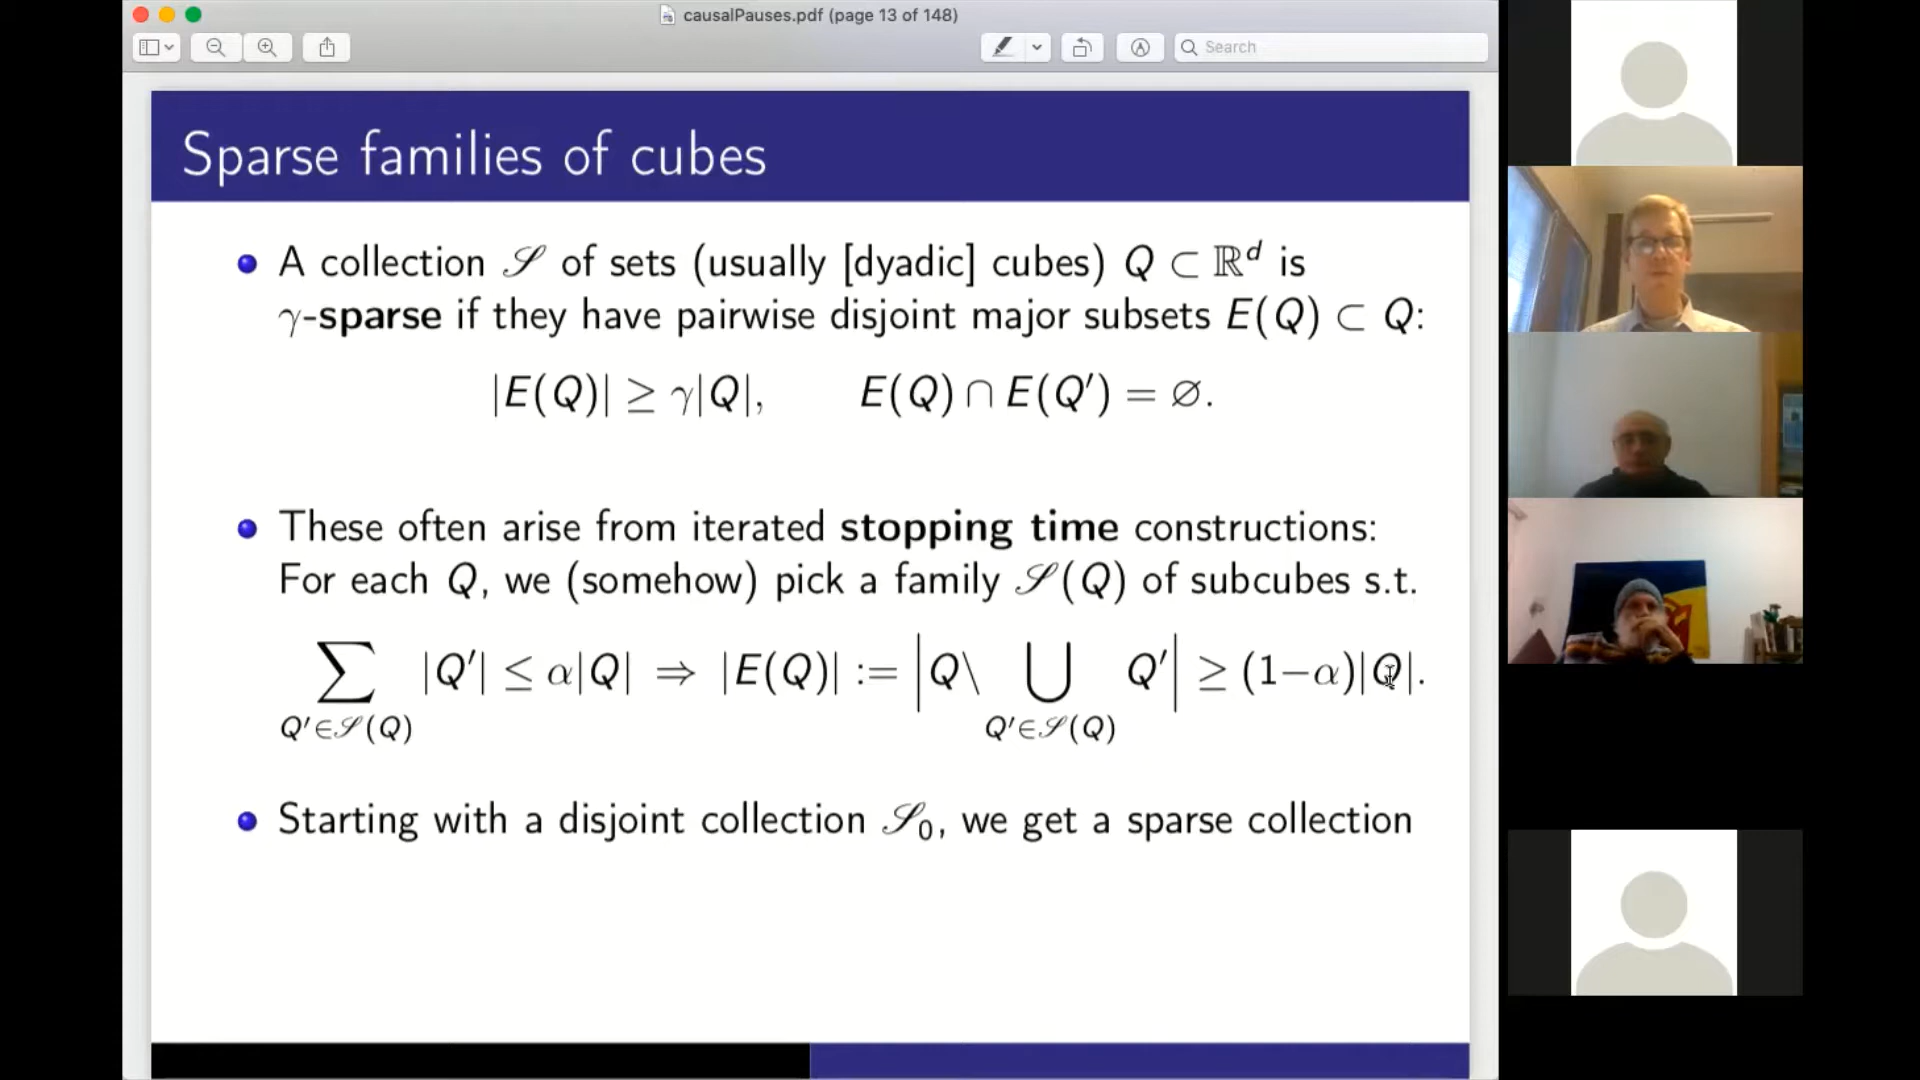 causalPauses.pdf (page 13 of 148)
Search
Sparse families of cubes
A collection 𝒮 of sets (usually [dyadic] cubes) Q ⊂ ℝᵈ is
γ-sparse if they have pairwise disjoint major subsets E(Q) ⊂ Q:
|E(Q)| ≥ γ|Q|, E(Q) ∩ E(Q′) = ∅.
These often arise from iterated stopping time constructions:
For each Q, we (somehow) pick a family 𝒮(Q) of subcubes s.t.
∑ |Q′| ≤ α|Q| ⇒ |E(Q)| := |Q\ ⋃ Q′| ≥ (1−α)|Q|.
Q′∈𝒮(Q) Q′∈𝒮(Q)
Starting with a disjoint collection 𝒮₀, we get a sparse collection